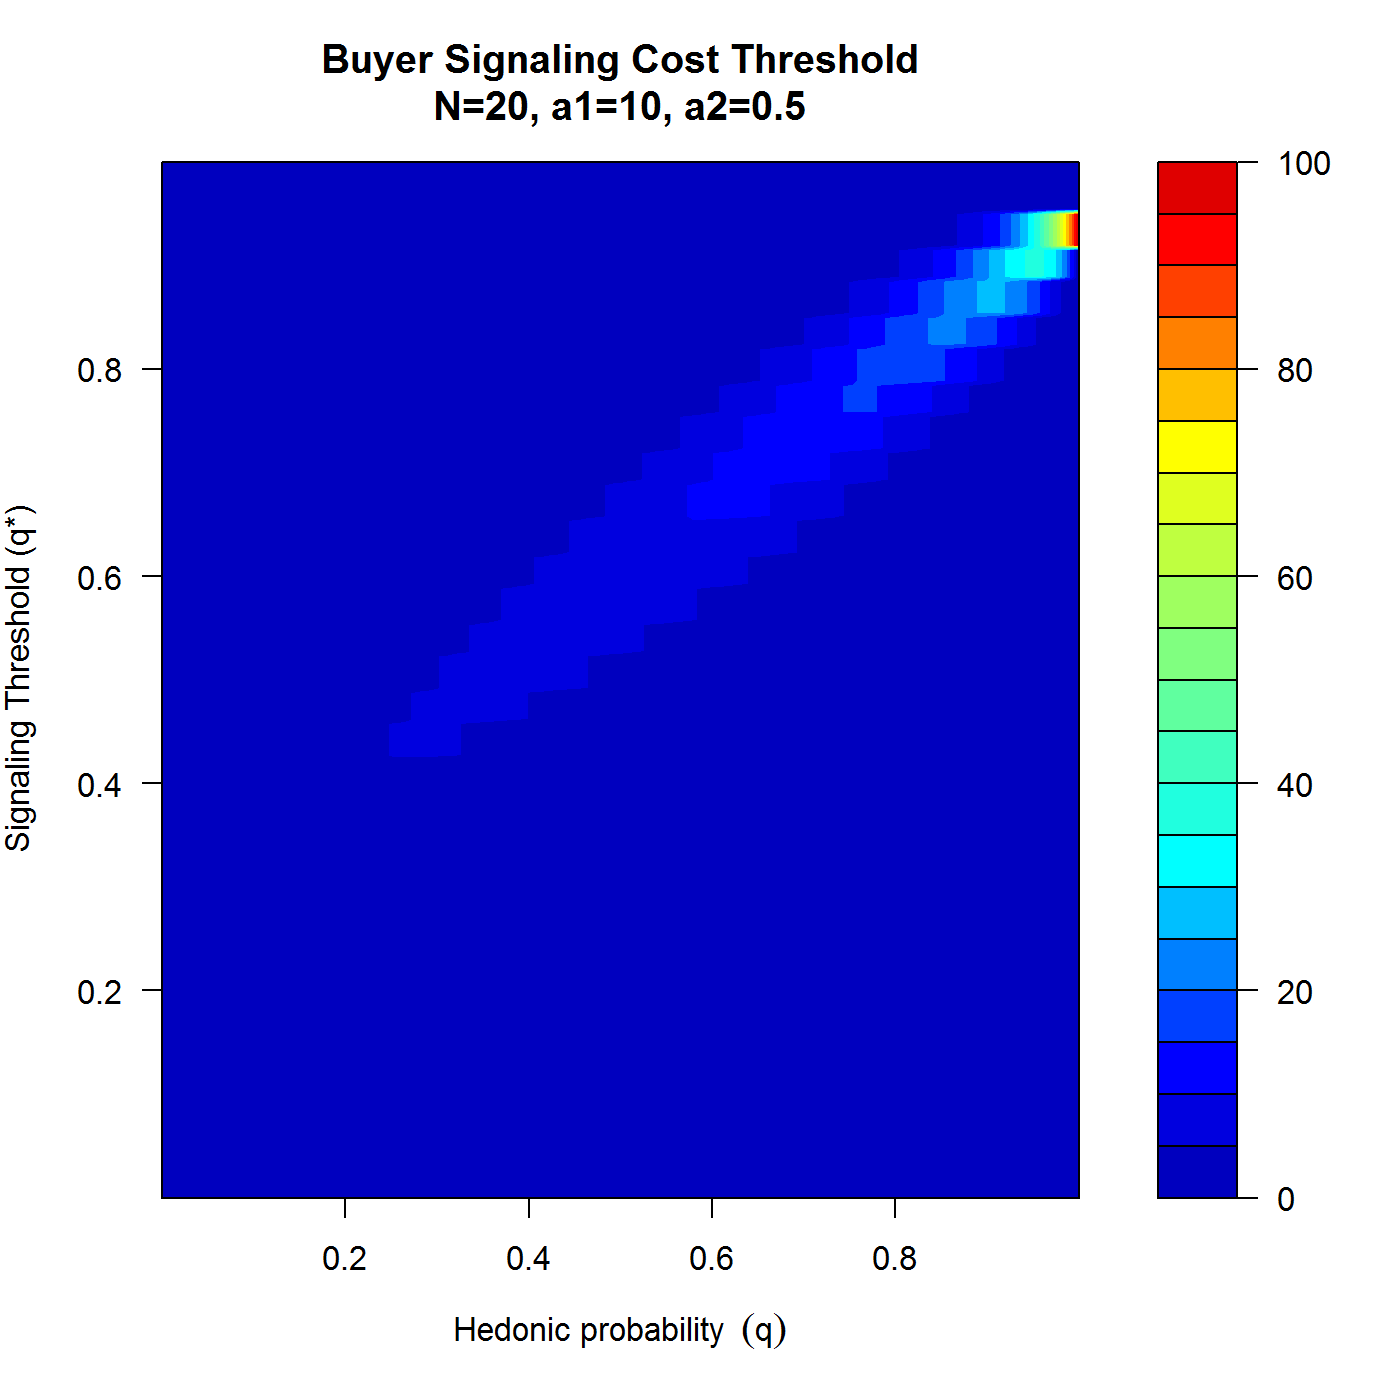 Buyer Signaling Cost Threshold
N=20, a1=10, a2=0.5
Signaling Threshold (q*)
0.8
0.6
0.4
0.2
0.2 0.4 0.6 0.8
Hedonic probability (q)
100
80
60
40
20
0